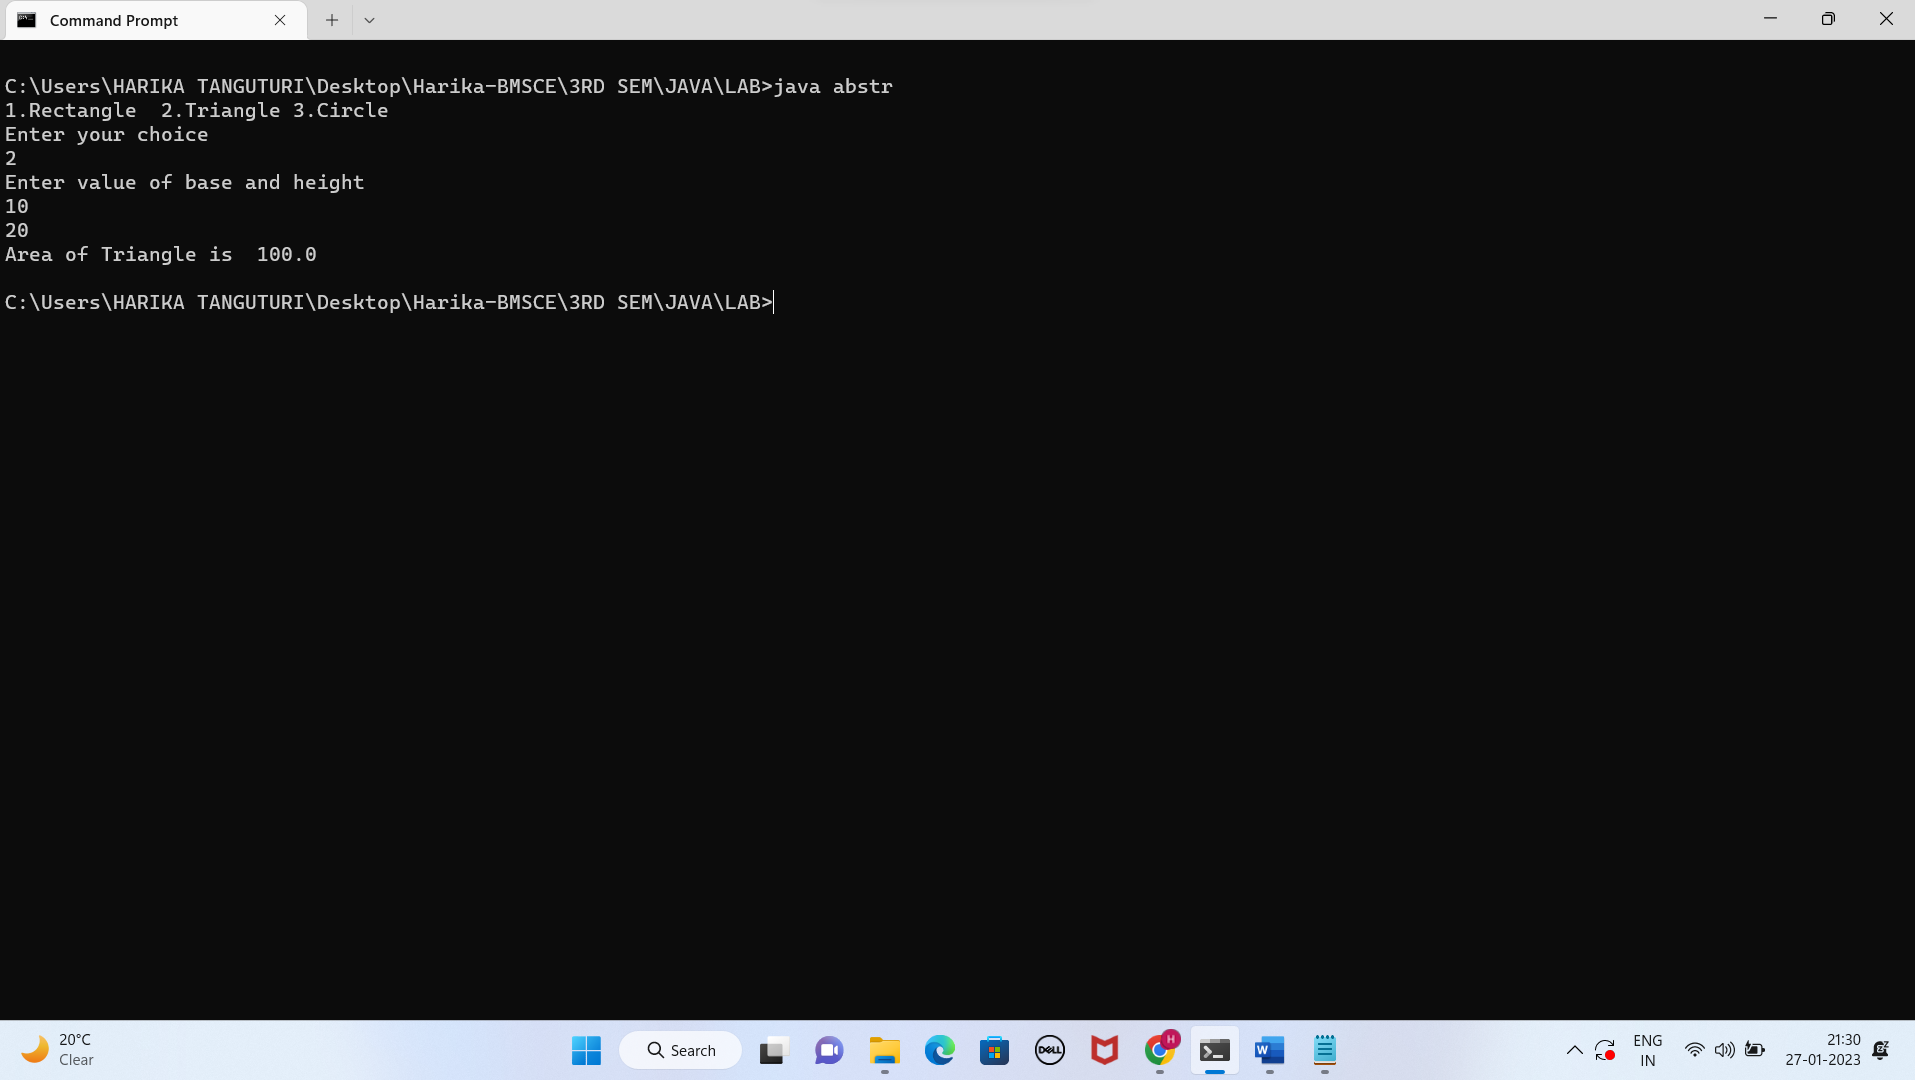 Command Prompt
C:\Users\HARIKA TANGUTURI\Desktop\Harika-BMSCE\3RD SEM\JAVA\LAB>java abstr
1.Rectangle  2.Triangle 3.Circle
Enter your choice
2
Enter value of base and height
10
20
Area of Triangle is  100.0
C:\Users\HARIKA TANGUTURI\Desktop\Harika-BMSCE\3RD SEM\JAVA\LAB>
20°C
Clear
Search
DELL
H
W
ENG
IN
21:30
27-01-2023